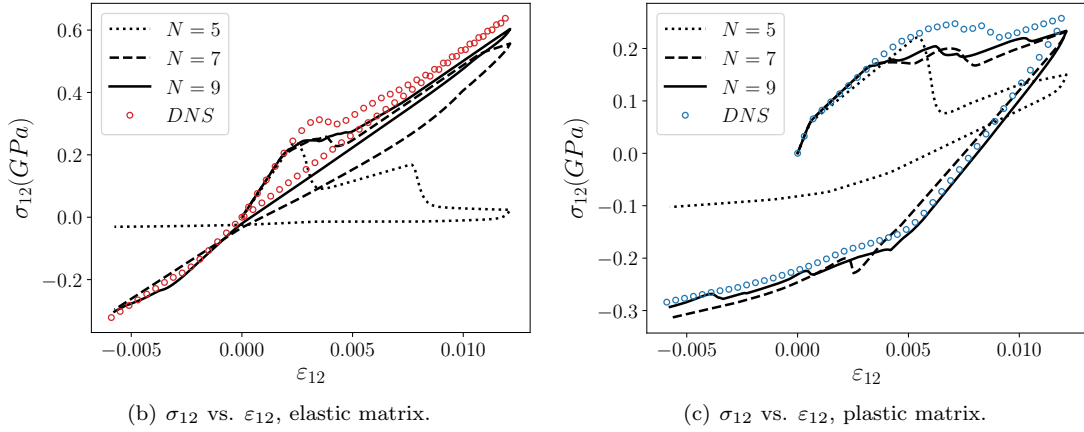 0.6
0.4
0.2
0.0
−0.2
σ12(GPa)
N = 5
N = 7
N = 9
DNS
−0.005 0.000 0.005 0.010
ε12
(b) σ12 vs. ε12, elastic matrix.
0.2
0.1
0.0
−0.1
−0.2
−0.3
σ12(GPa)
N = 5
N = 7
N = 9
DNS
−0.005 0.000 0.005 0.010
ε12
(c) σ12 vs. ε12, plastic matrix.